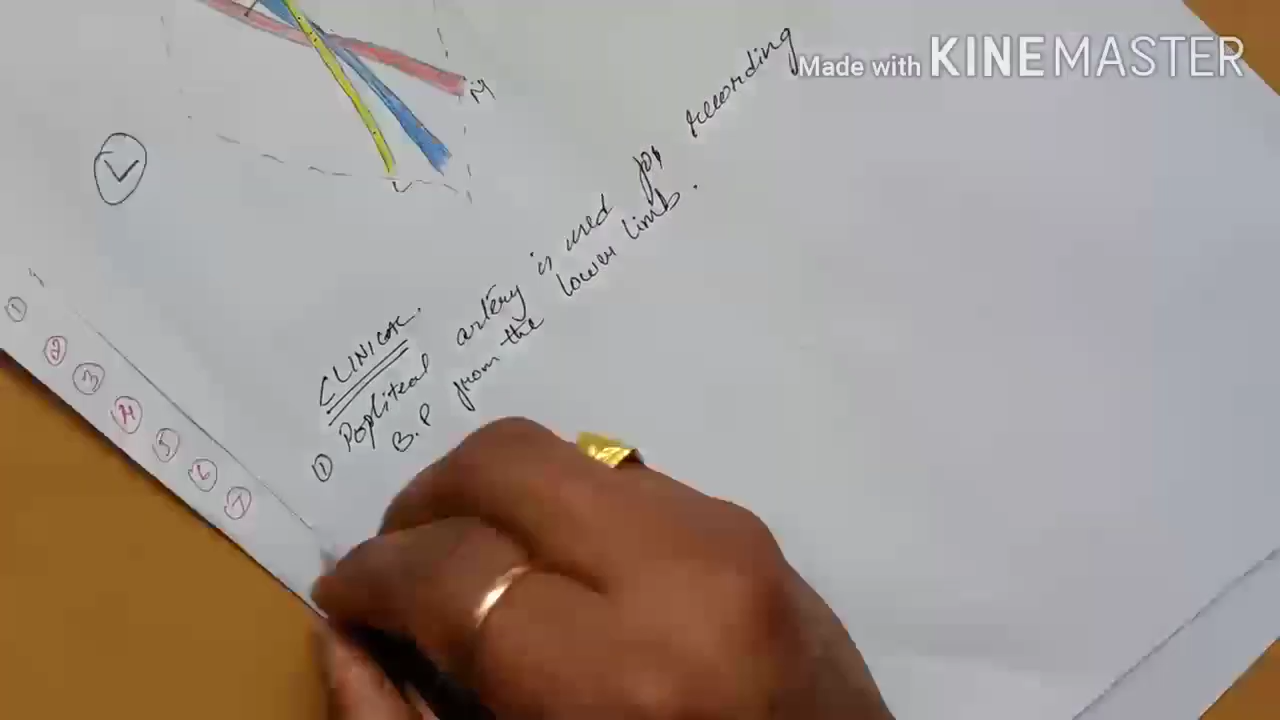 Made with KINEMASTER
M
L
CLINICAL.
① Popliteal artery is used for recording
B.P from the lower limb.
①
②
③
④
⑤
⑥
⑦